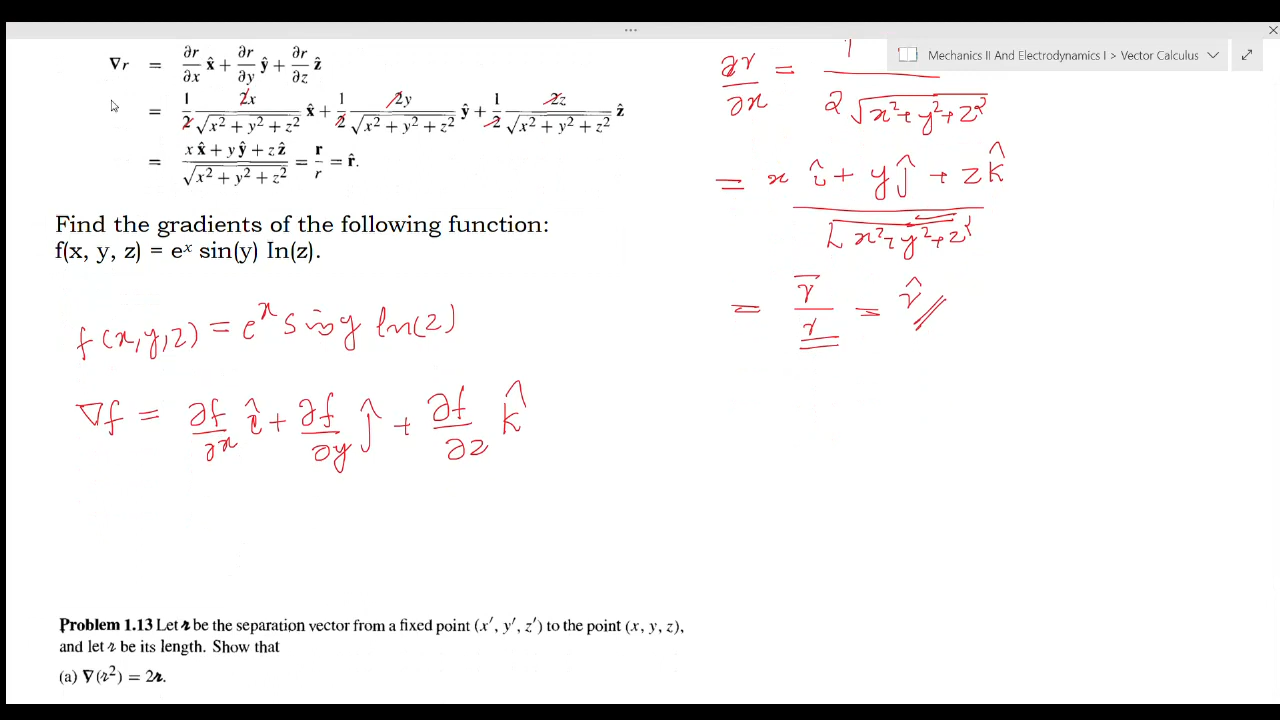 Mechanics II And Electrodynamics I > Vector Calculus
∇r = ∂r/∂x x̂ + ∂r/∂y ŷ + ∂r/∂z ẑ
= 1/2 2x/√(x² + y² + z²) x̂ + 1/2 2y/√(x² + y² + z²) ŷ + 1/2 2z/√(x² + y² + z²) ẑ
= (x x̂ + y ŷ + z ẑ)/√(x² + y² + z²) = r/r = r̂.
Find the gradients of the following function:
f(x, y, z) = eˣ sin(y) ln(z).
f(x,y,z) = eˣ sin y ln(z)
∇f = ∂f/∂x î + ∂f/∂y ĵ + ∂f/∂z k̂
∂r/∂x = 1/2√(x²+y²+z²)
= (x î + y ĵ + z k̂)/√(x²+y²+z²)
= r̄/r = r̂
Problem 1.13 Let 𝓇 be the separation vector from a fixed point (x′, y′, z′) to the point (x, y, z),
and let 𝓇 be its length. Show that
(a) ∇(𝓇²) = 2𝓇.